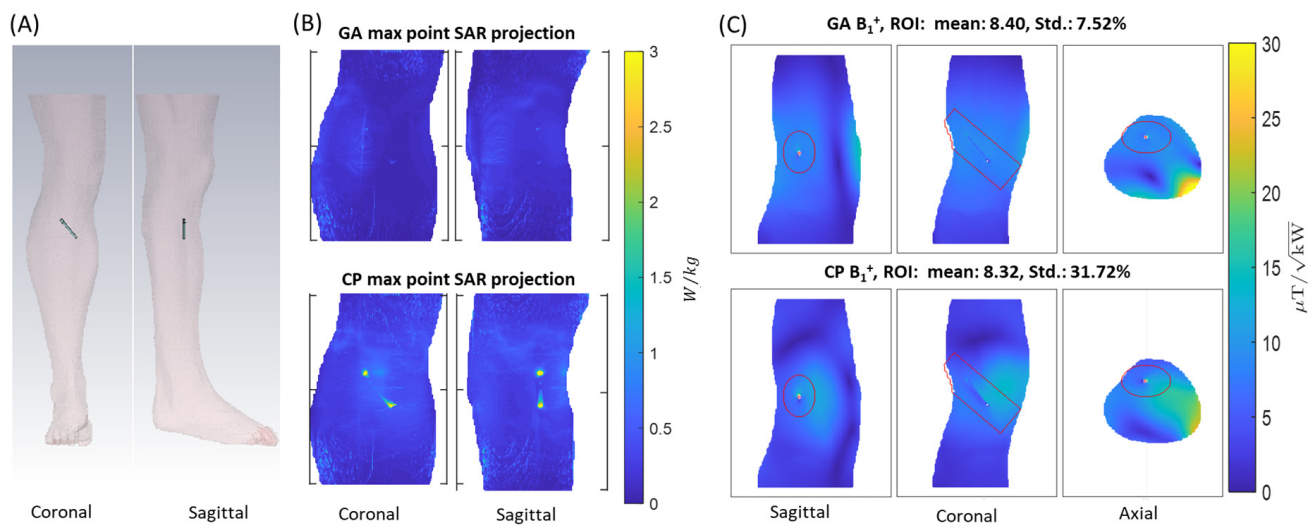 (A)
Coronal
Sagittal
(B)
GA max point SAR projection
CP max point SAR projection
Coronal
Sagittal
3
2.5
2
1.5
1
0.5
0
W/kg
(C)
GA B₁⁺, ROI: mean: 8.40, Std.: 7.52%
CP B₁⁺, ROI: mean: 8.32, Std.: 31.72%
Sagittal
Coronal
Axial
30
25
20
15
10
5
0
μT/√kW